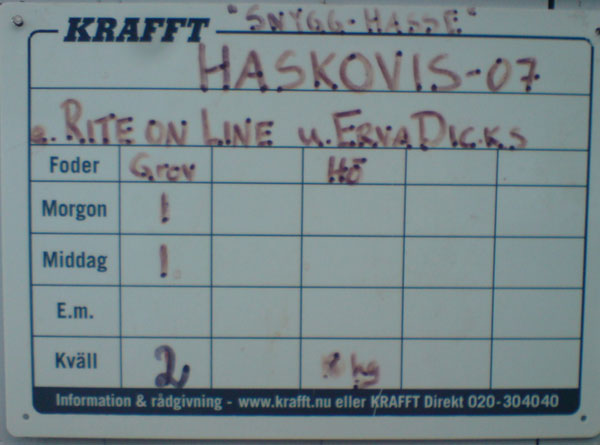 KRAFFT "SNYGG-HASSE"
HASKOVIS-07
e. RITE ON LINE u. ERVA DICKS
Foder Grov Hö
Morgon 1
Middag 1
E.m.
Kväll 2 kg
Information & rådgivning - www.krafft.nu eller KRAFFT Direkt 020-304040